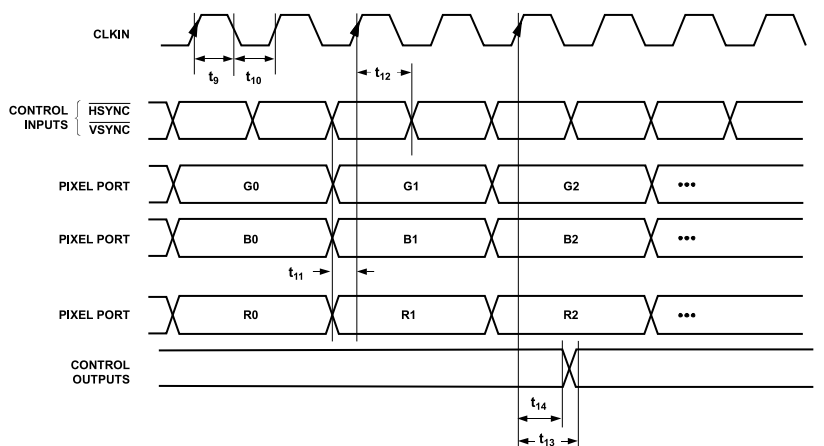 CLKIN
t9 t10 t12
CONTROL INPUTS HSYNC VSYNC
PIXEL PORT G0 G1 G2 •••
PIXEL PORT B0 B1 B2 •••
t11
PIXEL PORT R0 R1 R2 •••
CONTROL OUTPUTS
t14
t13